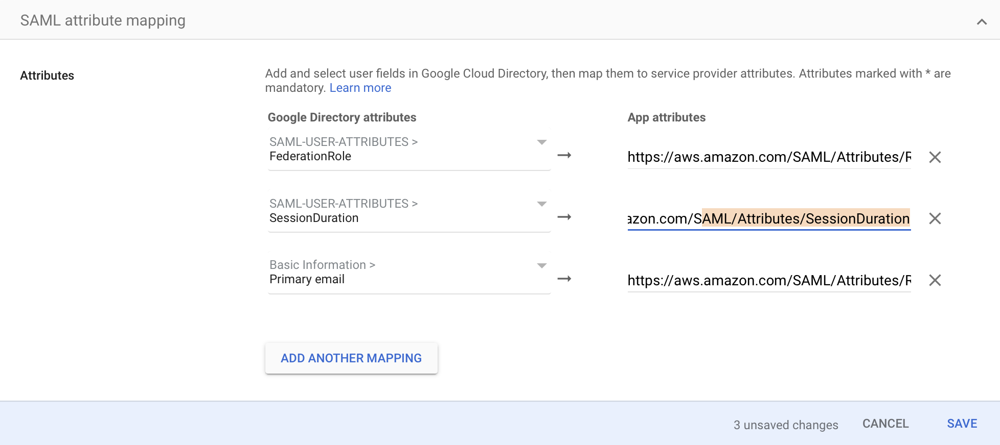 SAML attribute mapping
Attributes
Add and select user fields in Google Cloud Directory, then map them to service provider attributes. Attributes marked with * are
mandatory. Learn more
Google Directory attributes
App attributes
SAML-USER-ATTRIBUTES >
FederationRole
https://aws.amazon.com/SAML/Attributes/R
SAML-USER-ATTRIBUTES >
SessionDuration
azon.com/SAML/Attributes/SessionDuration
Basic Information >
Primary email
https://aws.amazon.com/SAML/Attributes/R
ADD ANOTHER MAPPING
3 unsaved changes
CANCEL
SAVE